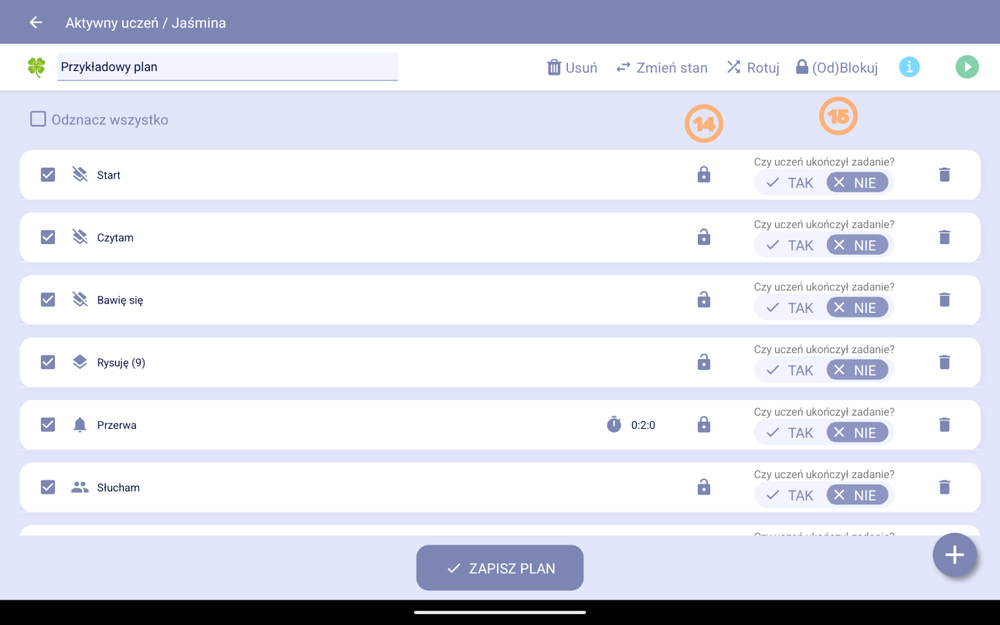 Aktywny uczeń / Jaśmina
Przykładowy plan
Usuń
Zmień stan
Rotuj
(Od)Blokuj
Odznacz wszystko
14
15
Start
Czy uczeń ukończył zadanie?
TAK
NIE
Czytam
Czy uczeń ukończył zadanie?
TAK
NIE
Bawię się
Czy uczeń ukończył zadanie?
TAK
NIE
Rysuję (9)
Czy uczeń ukończył zadanie?
TAK
NIE
Przerwa
0:2:0
Czy uczeń ukończył zadanie?
TAK
NIE
Słucham
Czy uczeń ukończył zadanie?
TAK
NIE
ZAPISZ PLAN